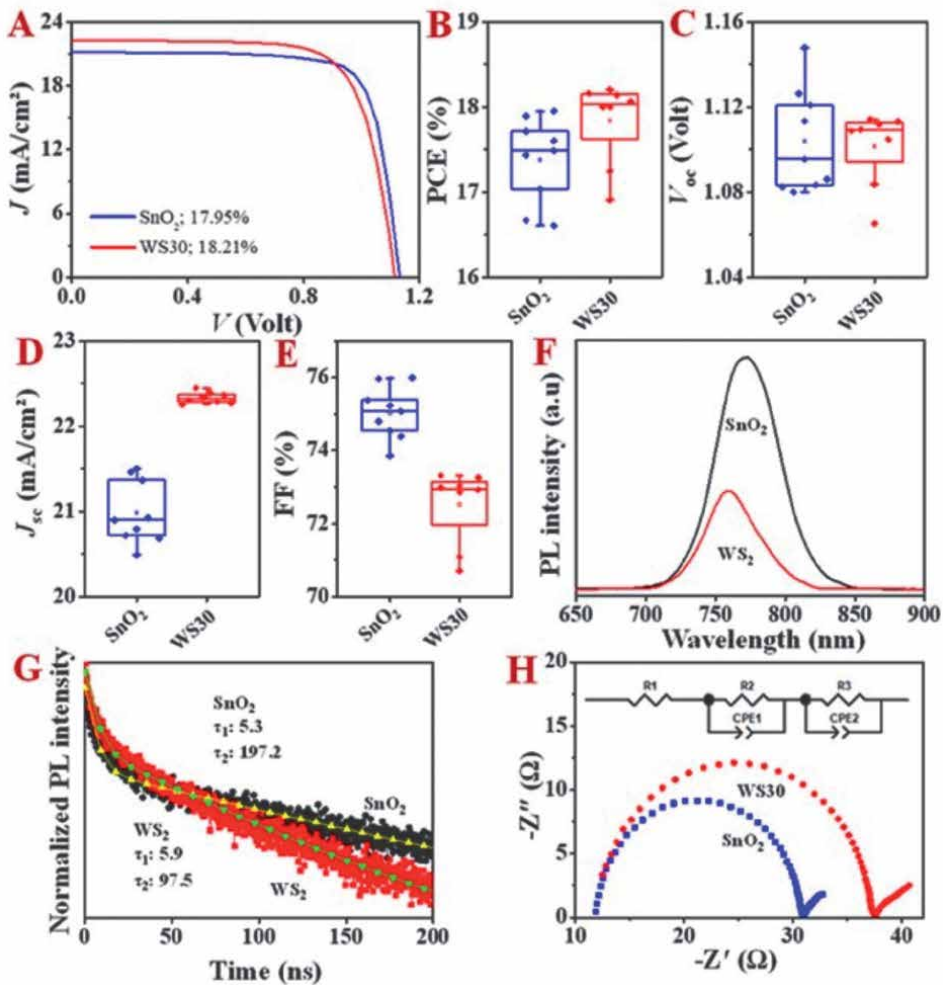 A
24
18
12
6
0
J (mA/cm²)
SnO₂; 17.95%
WS30; 18.21%
0.0
0.4
0.8
1.2
V (Volt)
B
19
18
17
16
PCE (%)
SnO₂
WS30
C
1.16
1.12
1.08
1.04
Voc (Volt)
SnO₂
WS30
D
23
22
21
20
Jsc (mA/cm²)
SnO₂
WS30
E
76
74
72
70
FF (%)
SnO₂
WS30
F
PL intensity (a.u)
SnO₂
WS₂
650
700
750
800
850
900
Wavelength (nm)
G
Normalized PL intensity
SnO₂
τ₁: 5.3
τ₂: 197.2
SnO₂
WS₂
τ₁: 5.9
τ₂: 97.5
WS₂
0
50
100
150
200
Time (ns)
H
20
15
10
5
0
-Z″ (Ω)
R1
R2
R3
CPE1
CPE2
WS30
SnO₂
10
20
30
40
-Z′ (Ω)